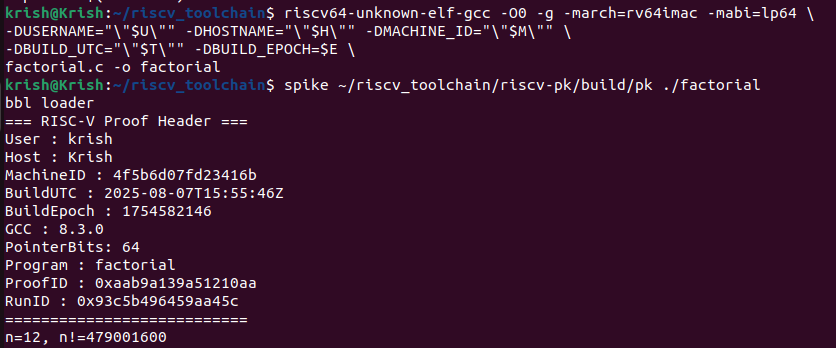 krish@Krish:~/riscv_toolchain$ riscv64-unknown-elf-gcc -O0 -g -march=rv64imac -mabi=lp64 \
-DUSERNAME="\"$U\"" -DHOSTNAME="\"$H\"" -DMACHINE_ID="\"$M\"" \
-DBUILD_UTC="\"$T\"" -DBUILD_EPOCH=$E \
factorial.c -o factorial
krish@Krish:~/riscv_toolchain$ spike ~/riscv_toolchain/riscv-pk/build/pk ./factorial
bbl loader
=== RISC-V Proof Header ===
User : krish
Host : Krish
MachineID : 4f5b6d07fd23416b
BuildUTC : 2025-08-07T15:55:46Z
BuildEpoch : 1754582146
GCC : 8.3.0
PointerBits: 64
Program : factorial
ProofID : 0xaab9a139a51210aa
RunID : 0x93c5b496459aa45c
===========================
n=12, n!=479001600